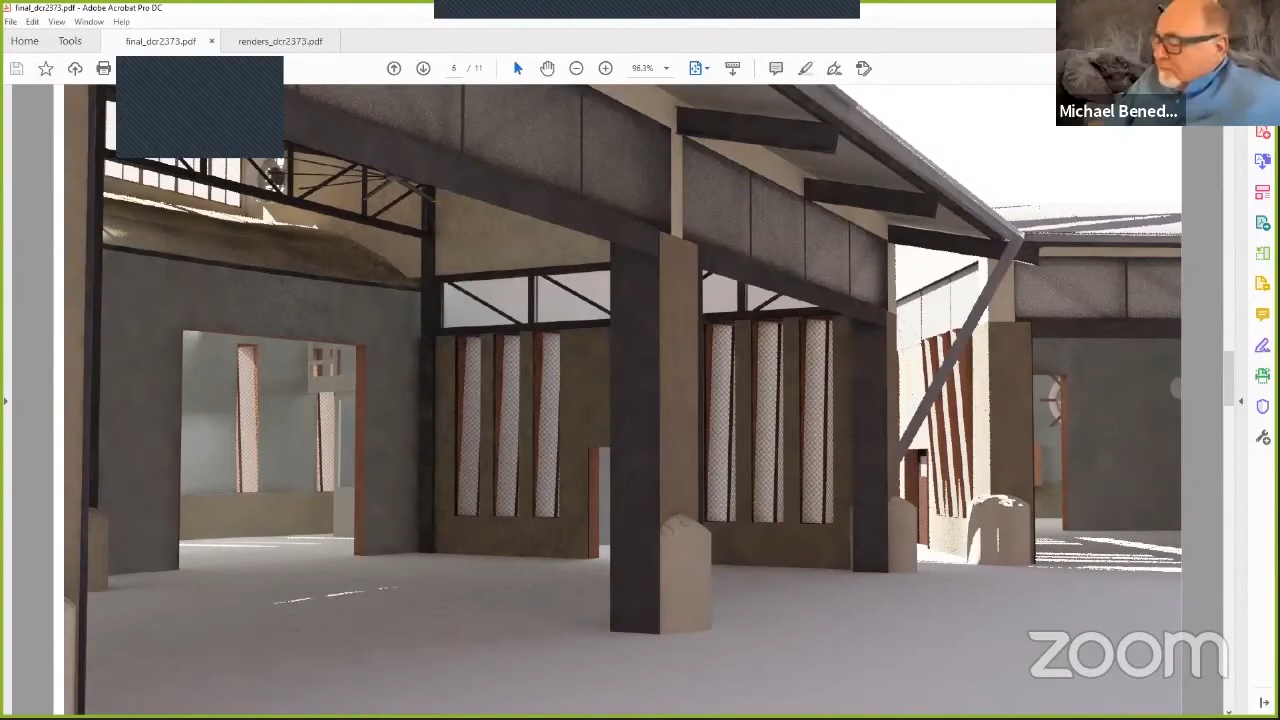 final_dcr2373.pdf - Adobe Acrobat Pro DC
File Edit View Window Help
Home Tools final_dcr2373.pdf × renders_dcr2373.pdf
6 / 11 96.3%
Michael Bened...
zoom